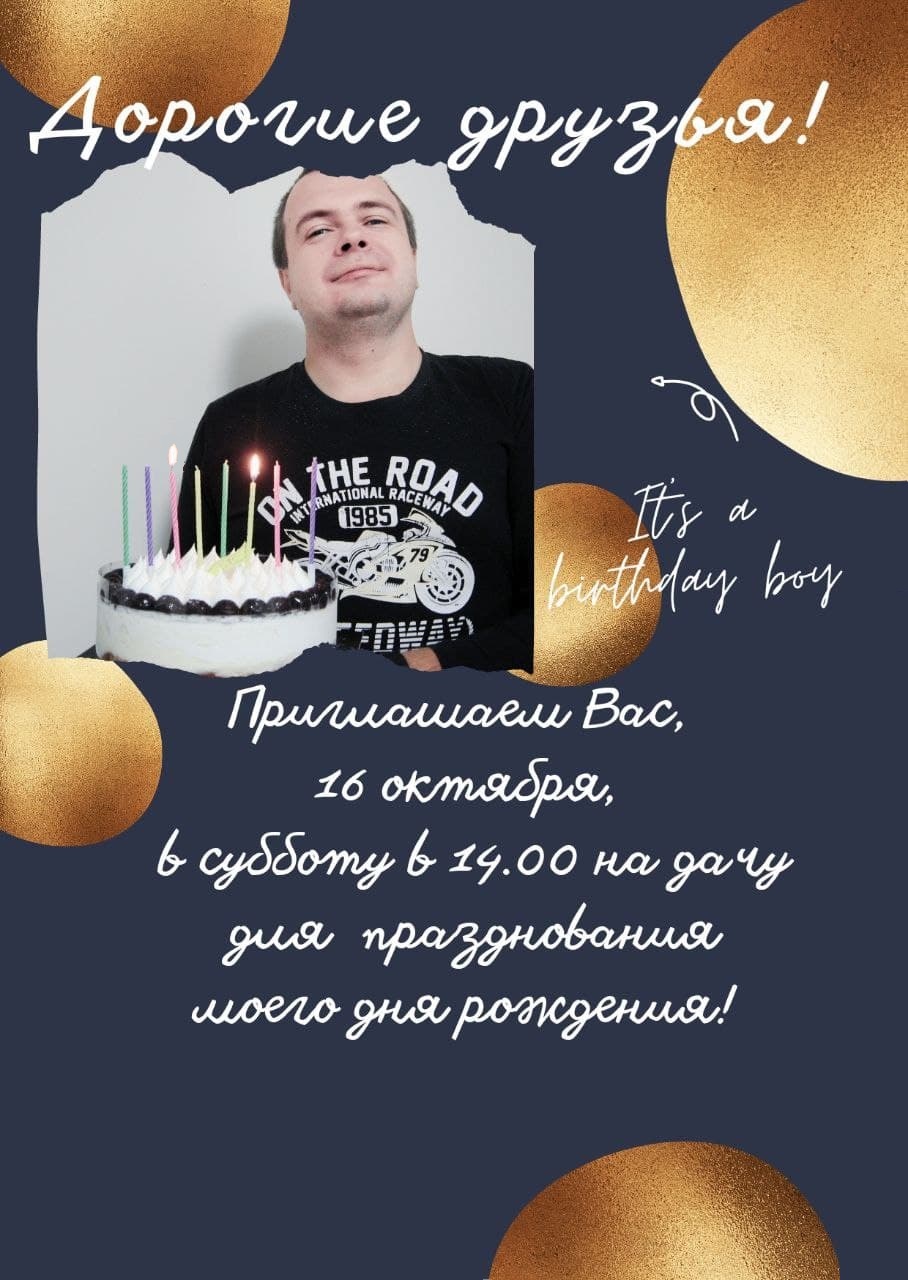 Дорогие друзья!
ON THE ROAD
INTERNATIONAL RACEWAY
1985
79
It's a
birthday boy
Приглашаем Вас,
16 октября,
в субботу в 14.00 на дачу
для празднования
моего дня рождения!